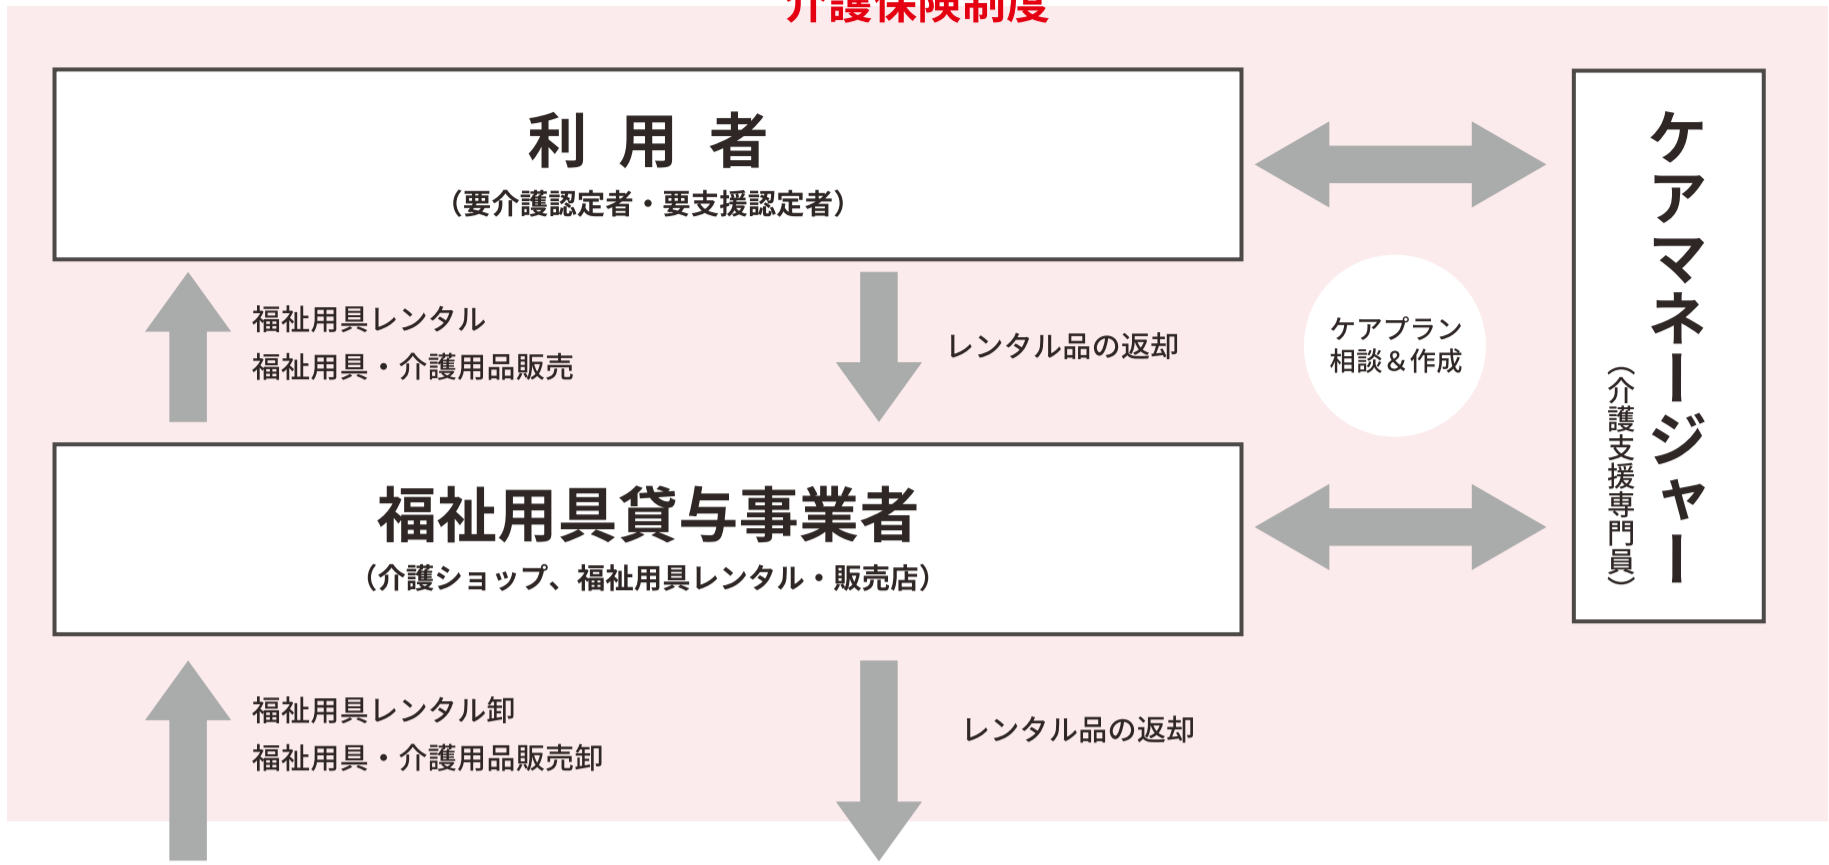 介護保険制度
利用者
（要介護認定者・要支援認定者）
福祉用具レンタル
福祉用具・介護用品販売
レンタル品の返却
ケアプラン
相談＆作成
ケアマネージャー
（介護支援専門員）
福祉用具貸与事業者
（介護ショップ、福祉用具レンタル・販売店）
福祉用具レンタル卸
福祉用具・介護用品販売卸
レンタル品の返却